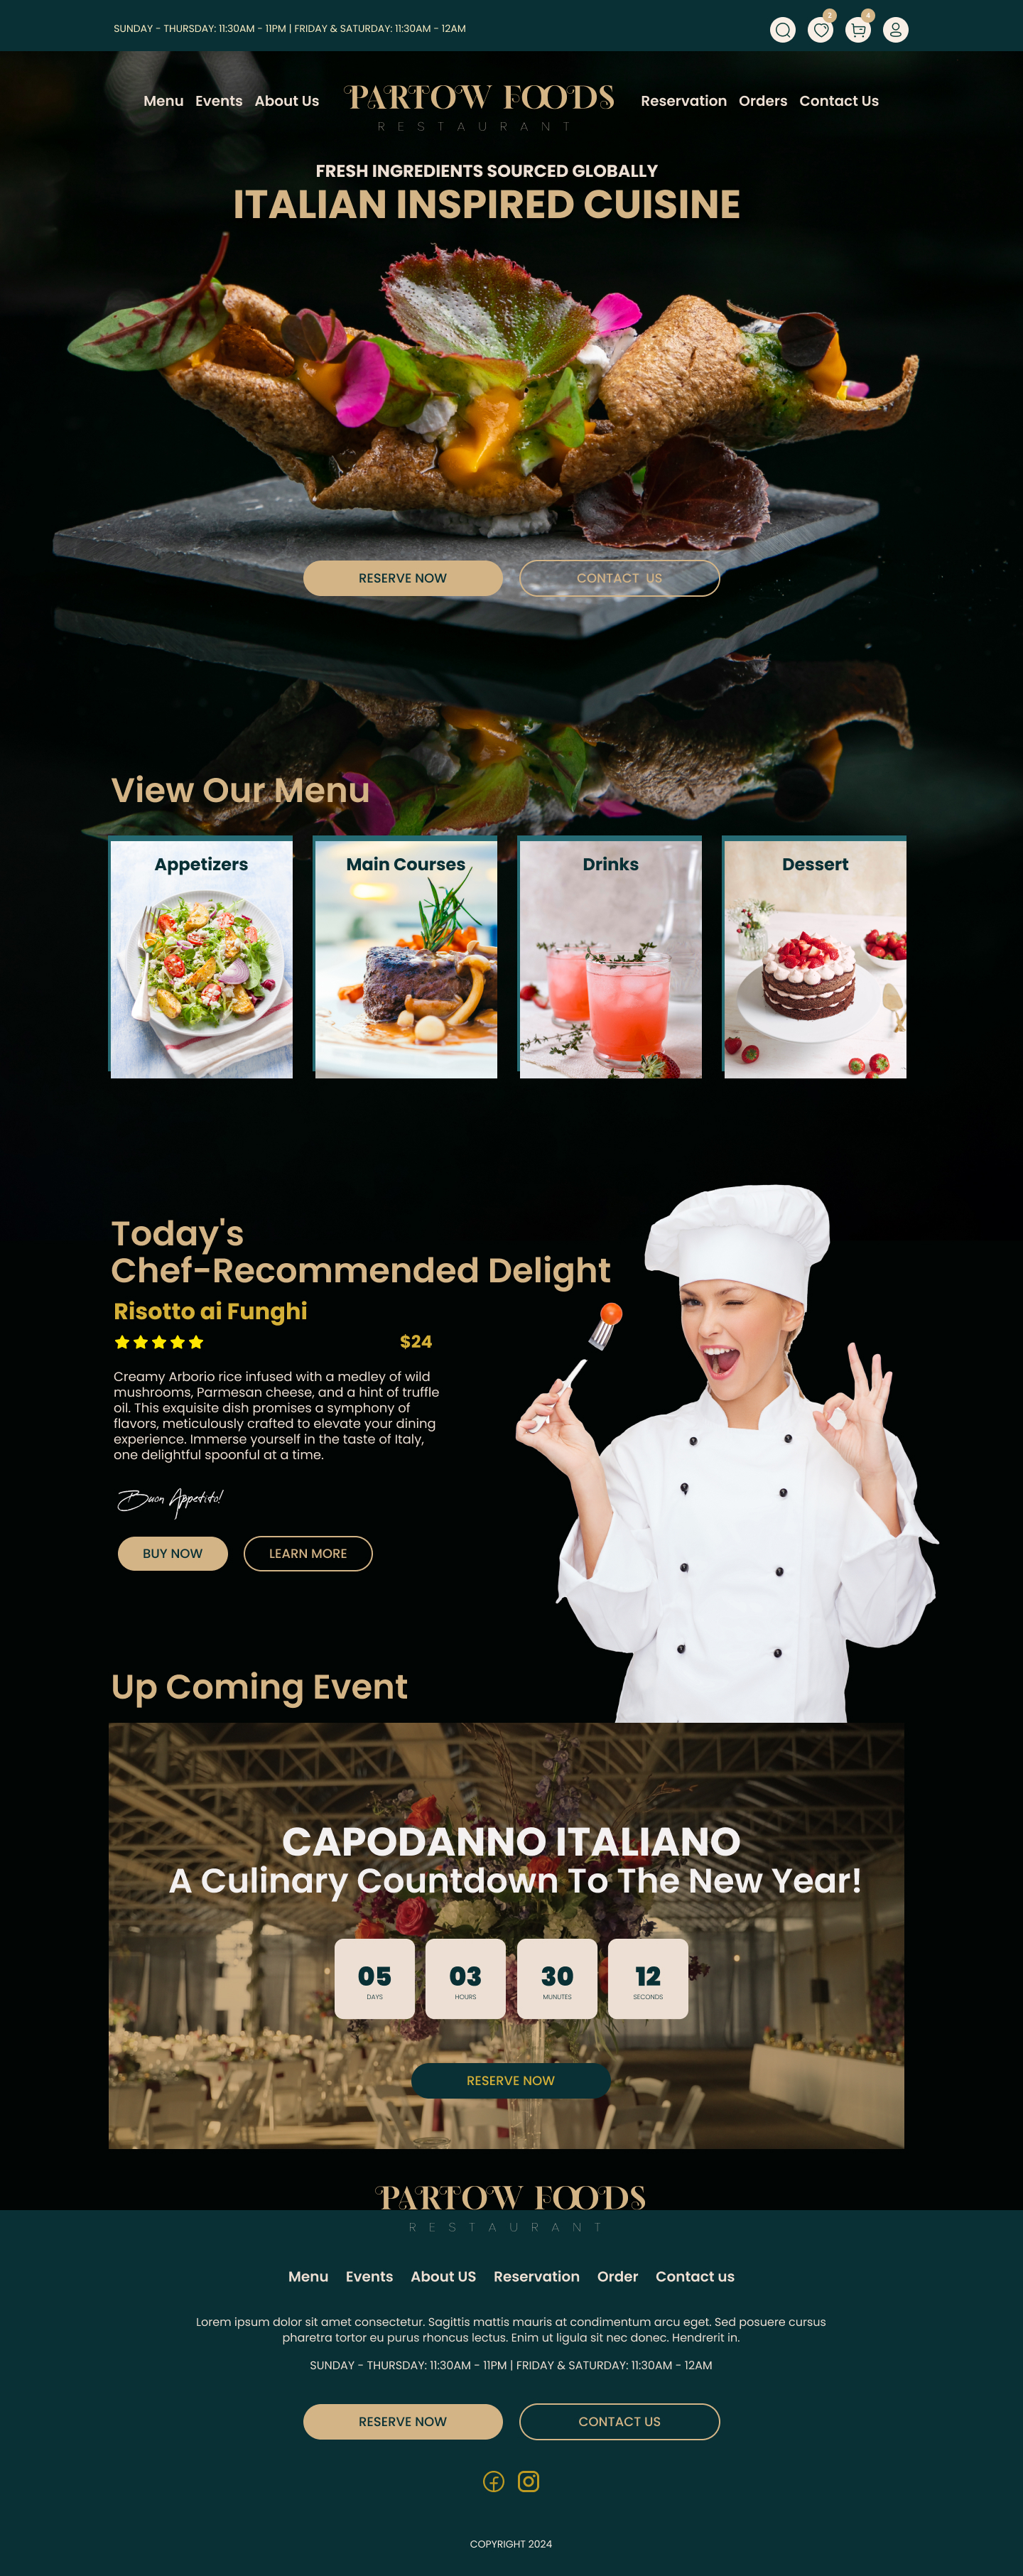 SUNDAY - THURSDAY: 11:30AM - 11PM | FRIDAY & SATURDAY: 11:30AM - 12AM
2
4
Menu Events About Us
PARTOW FOODS
RESTAURANT
Reservation Orders Contact Us
FRESH INGREDIENTS SOURCED GLOBALLY
ITALIAN INSPIRED CUISINE
RESERVE NOW
CONTACT US
View Our Menu
Appetizers
Main Courses
Drinks
Dessert
Today's
Chef-Recommended Delight
Risotto ai Funghi
$24
Creamy Arborio rice infused with a medley of wild
mushrooms, Parmesan cheese, and a hint of truffle
oil. This exquisite dish promises a symphony of
flavors, meticulously crafted to elevate your dining
experience. Immerse yourself in the taste of Italy,
one delightful spoonful at a time.
Buon Appetito!
BUY NOW
LEARN MORE
Up Coming Event
CAPODANNO ITALIANO
A Culinary Countdown To The New Year!
05
DAYS
03
HOURS
30
MUNUTES
12
SECONDS
RESERVE NOW
PARTOW FOODS
RESTAURANT
Menu Events About US Reservation Order Contact us
Lorem ipsum dolor sit amet consectetur. Sagittis mattis mauris at condimentum arcu eget. Sed posuere cursus
pharetra tortor eu purus rhoncus lectus. Enim ut ligula sit nec donec. Hendrerit in.
SUNDAY - THURSDAY: 11:30AM - 11PM | FRIDAY & SATURDAY: 11:30AM - 12AM
RESERVE NOW
CONTACT US
COPYRIGHT 2024